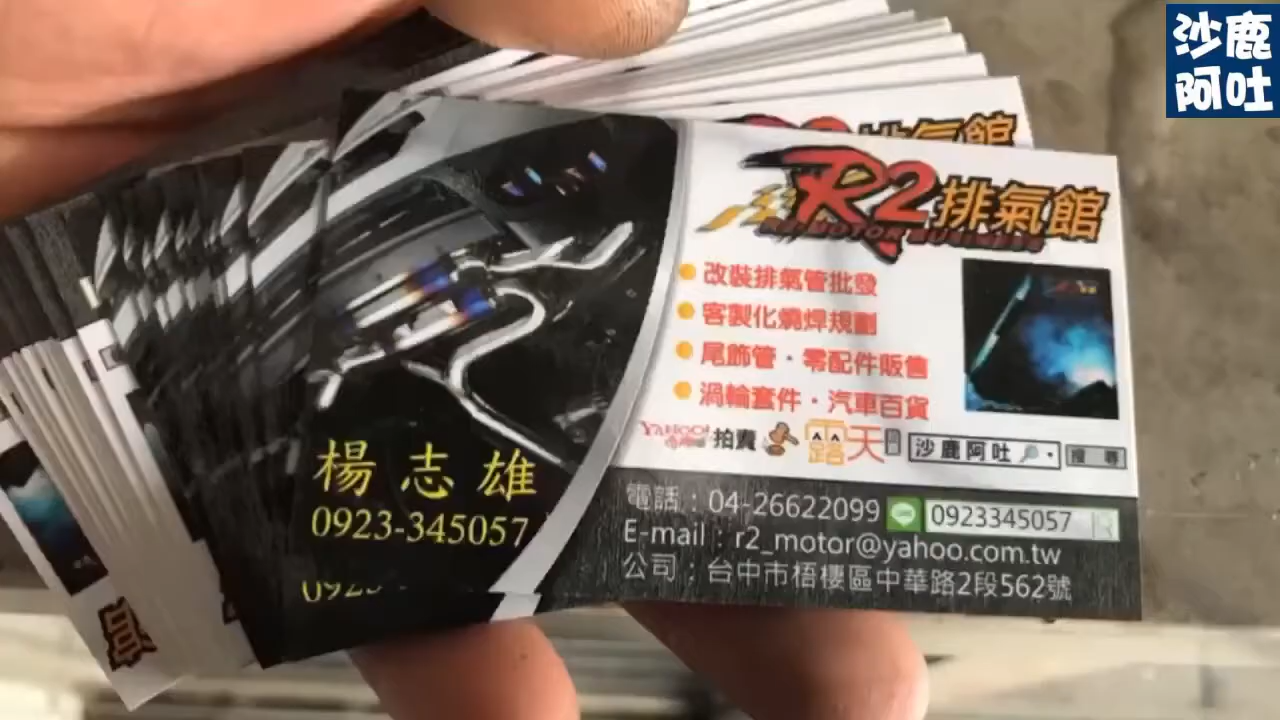 沙鹿
阿吐
R2排氣館
R2 MOTOR BUSINESS
改裝排氣管批發
客製化燒焊規劃
尾飾管・零配件販售
渦輪套件・汽車百貨
YAHOO! 拍賣 露天 沙鹿阿吐 搜尋
楊志雄
0923-345057
電話：04-26622099 0923345057
E-mail：r2_motor@yahoo.com.tw
公司：台中市梧棲區中華路2段562號